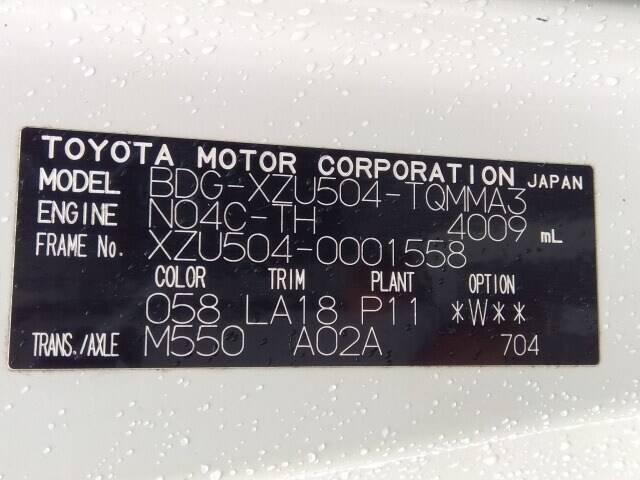 TOYOTA MOTOR CORPORATION JAPAN
MODEL BDG-XZU504-TQMMA3
ENGINE N04C-TH 4009 mL
FRAME No. XZU504-0001558
COLOR TRIM PLANT OPTION
058 LA18 P11 *W**
TRANS./AXLE M550 A02A 704